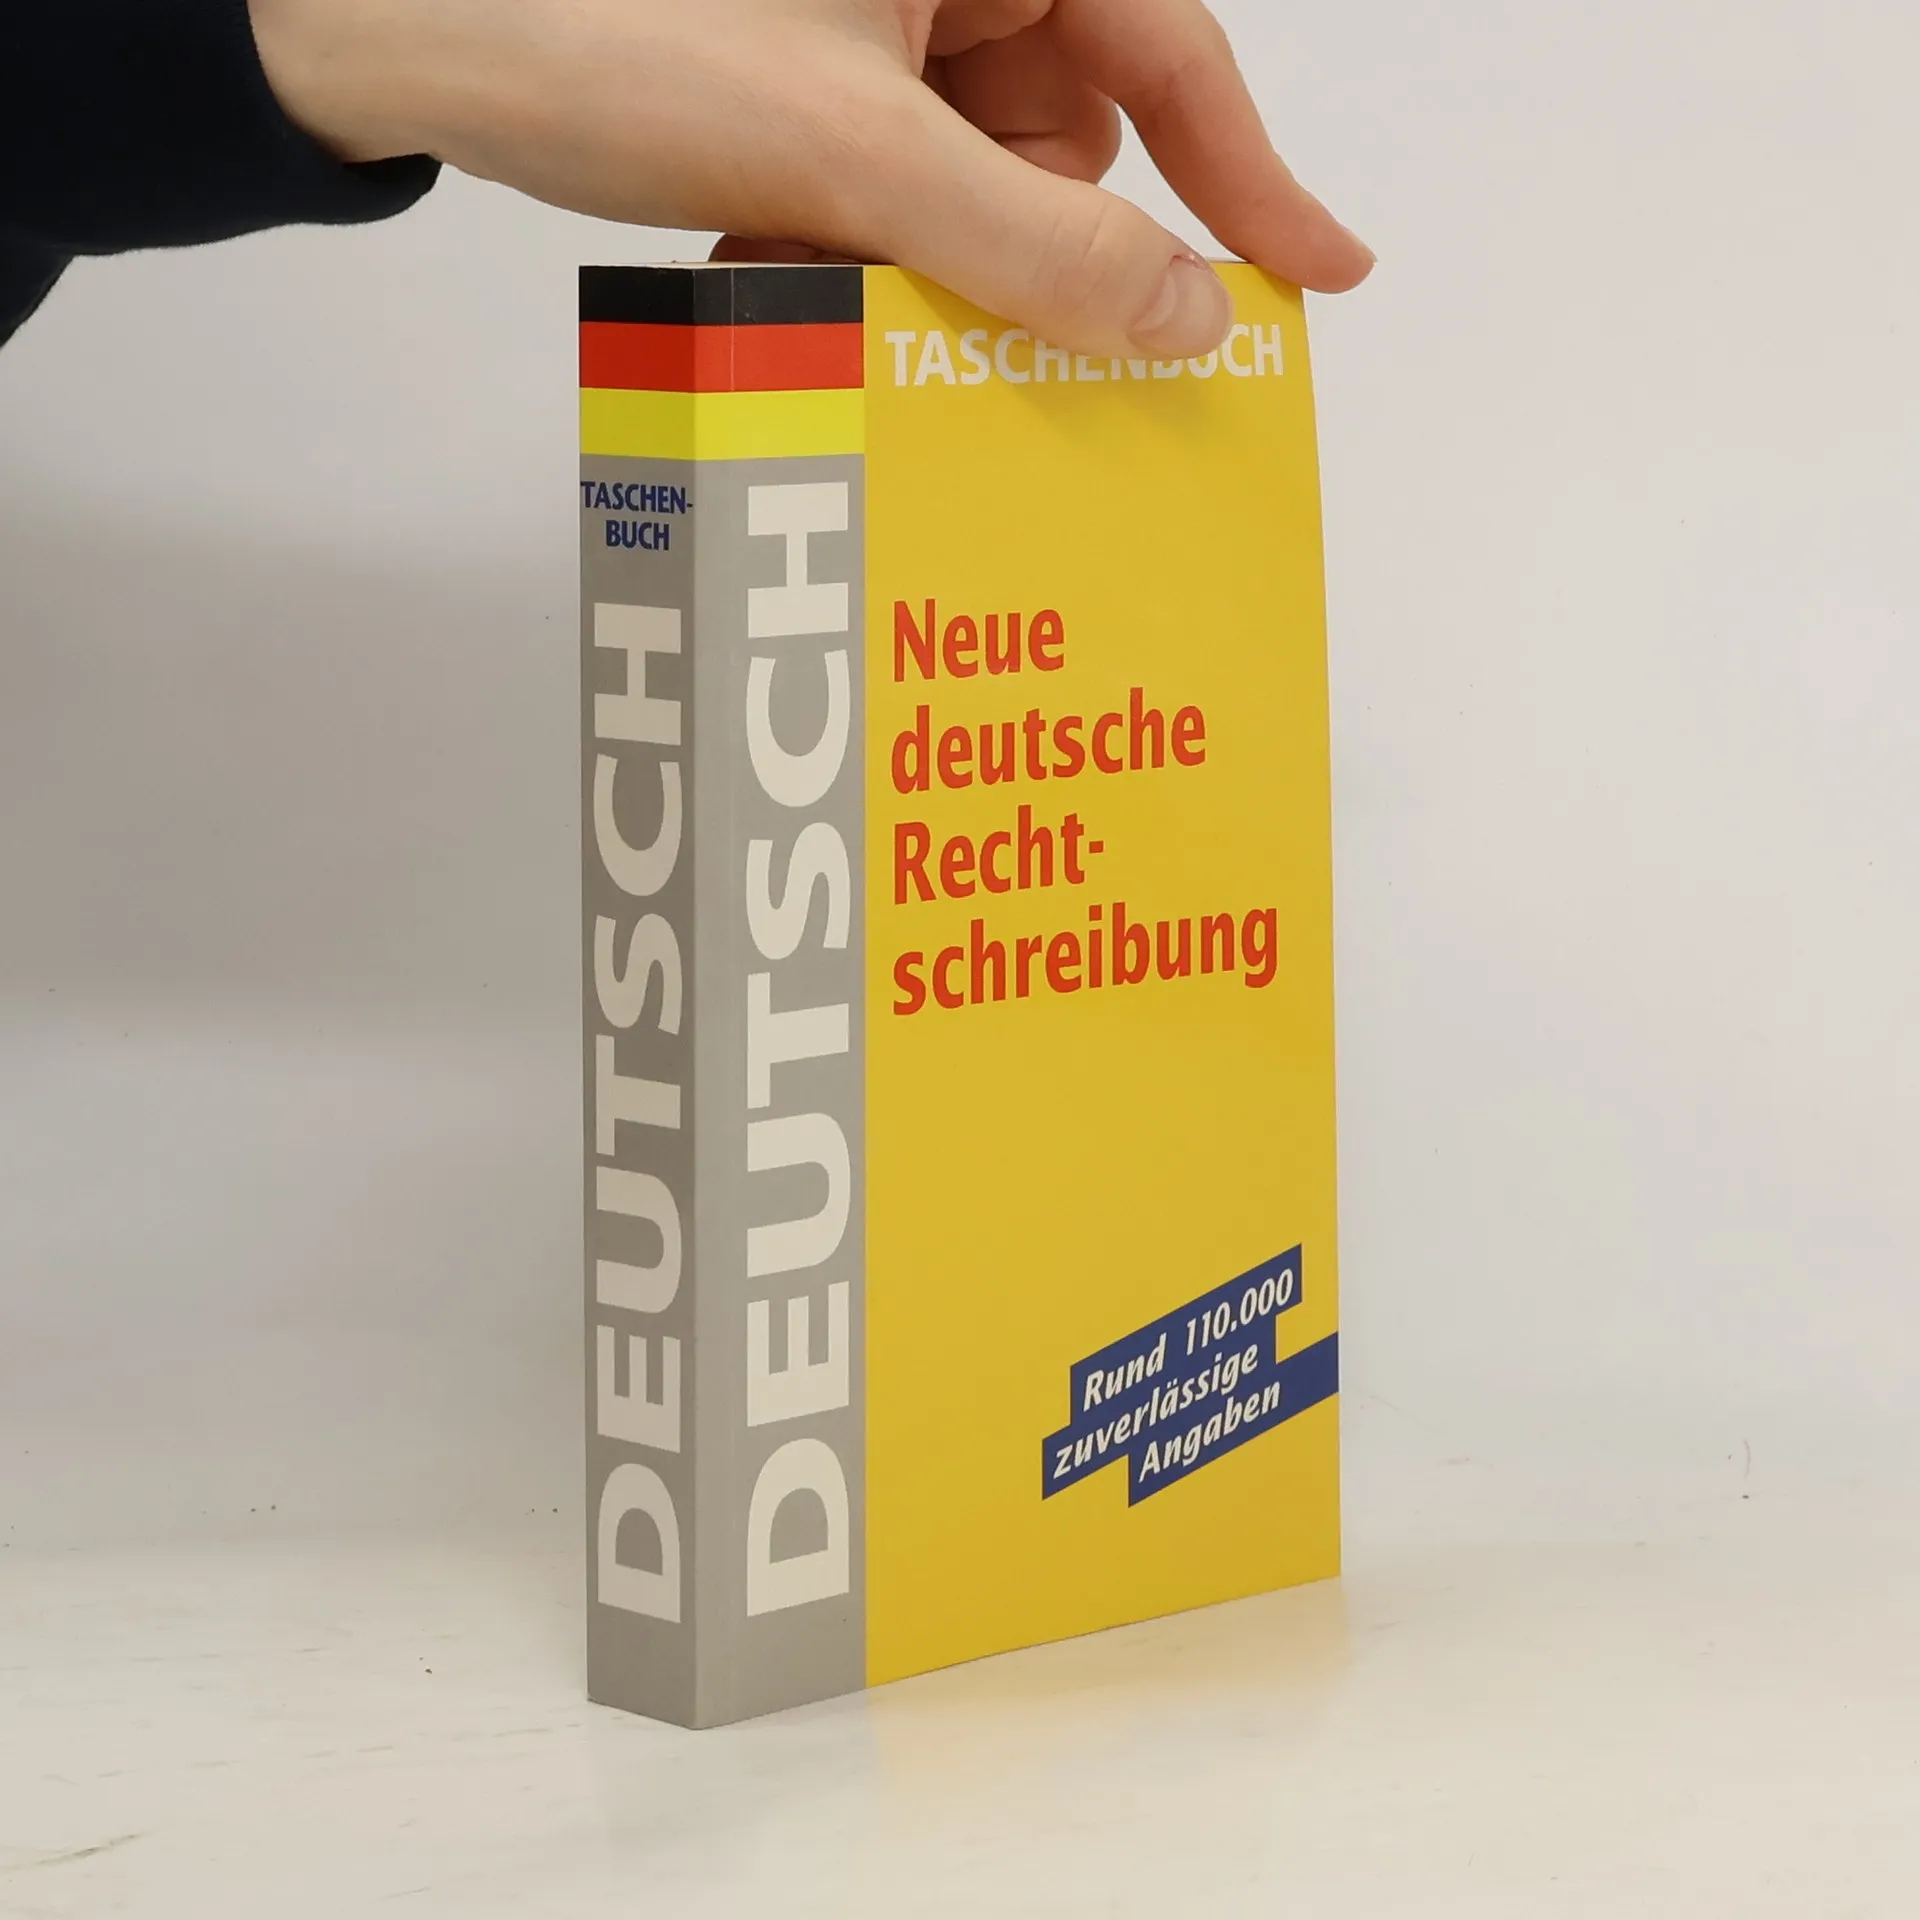 TASCHEN-
BUCH
DEUTSCH
DEUTSCH
TASCHENBUCH
Neue
deutsche
Recht-
schreibung
Rund 110.000
zuverlässige
Angaben